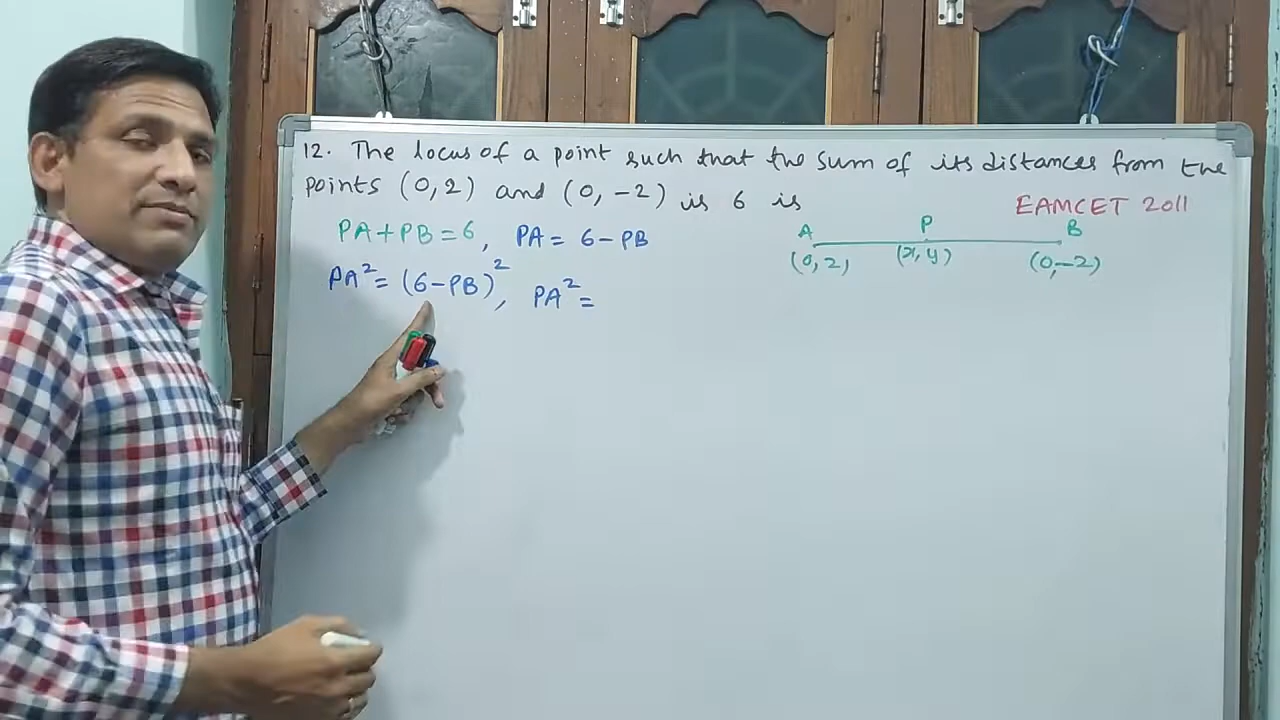 12. The locus of a point such that the sum of its distances from the
points (0, 2) and (0, -2) is 6 is
EAMCET 2011
PA+PB=6, PA = 6-PB
A P B
(0, 2) (x, y) (0, -2)
PA² = (6-PB)², PA² =